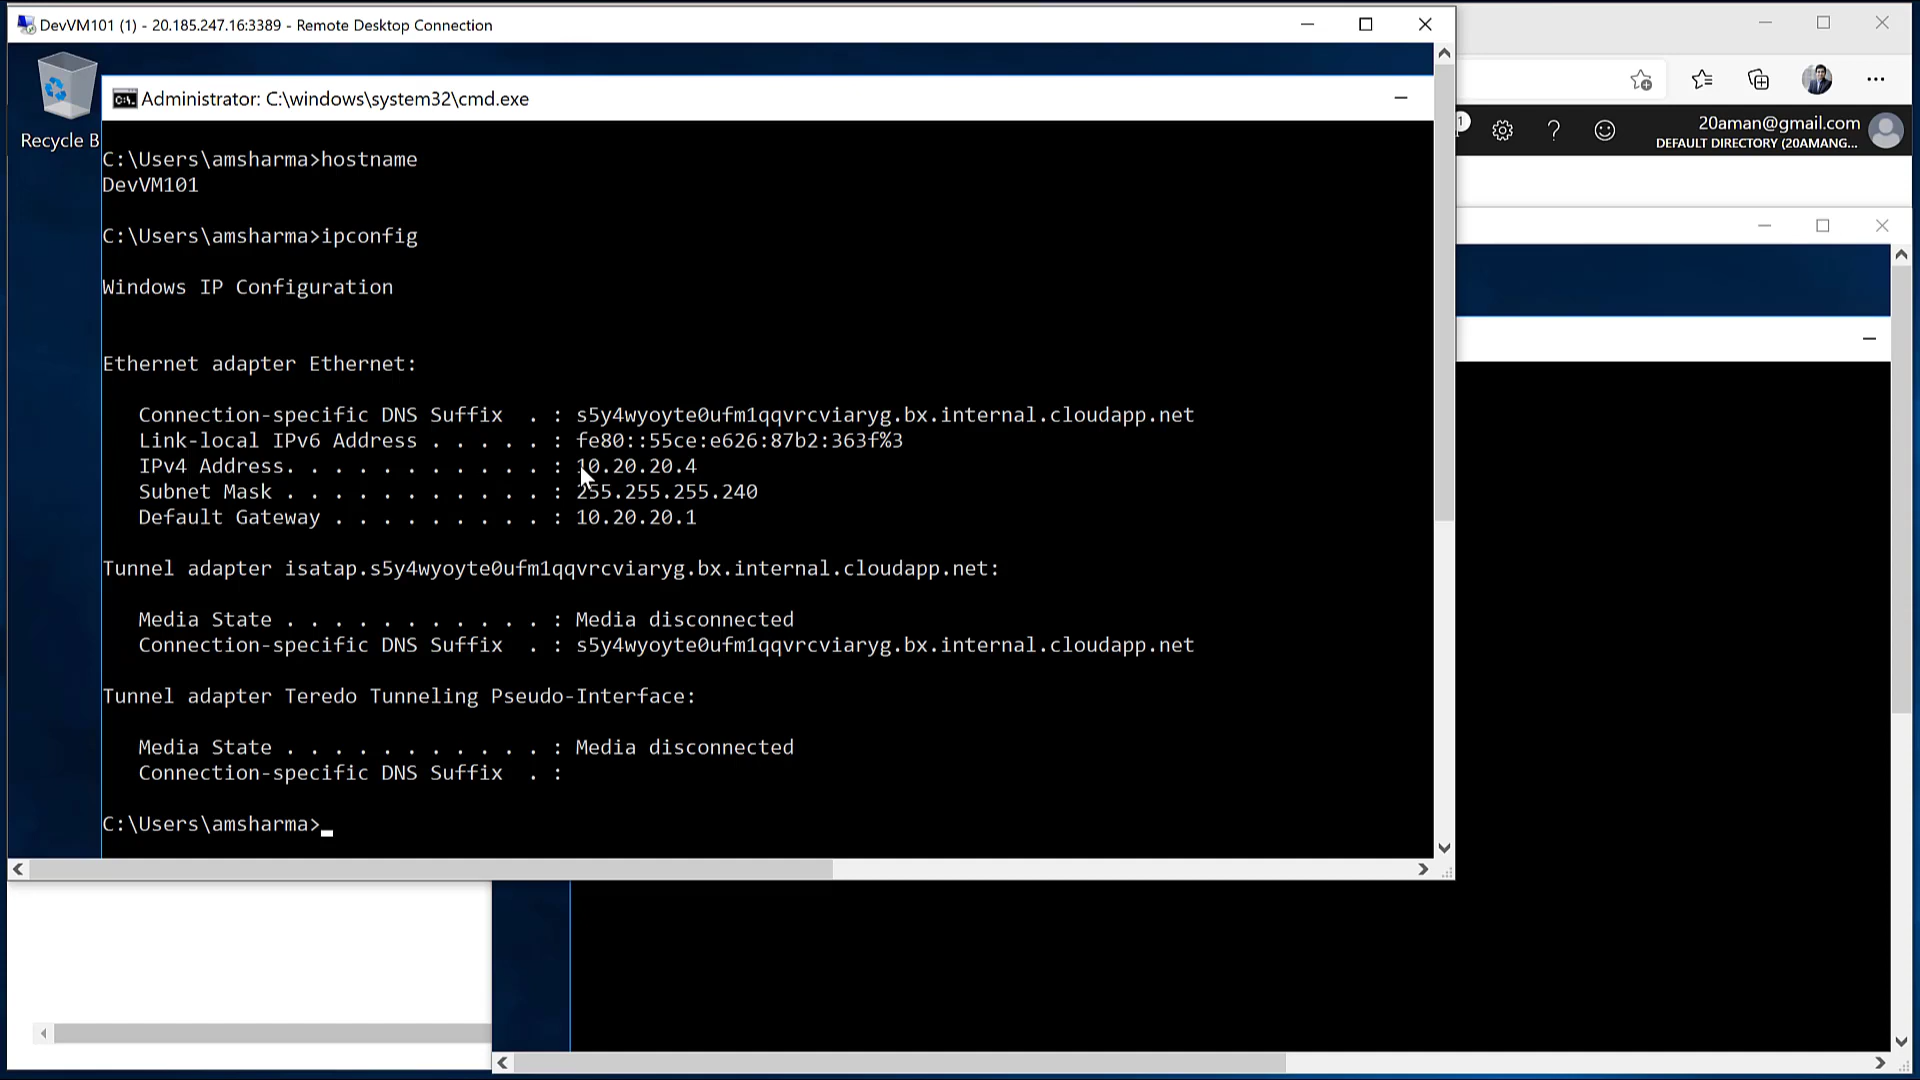 DevVM101 (1) - 20.185.247.16:3389 - Remote Desktop Connection
Recycle B
Administrator: C:\windows\system32\cmd.exe
C:\Users\amsharma>hostname
DevVM101
C:\Users\amsharma>ipconfig
Windows IP Configuration
Ethernet adapter Ethernet:
Connection-specific DNS Suffix . : s5y4wyoyte0ufm1qqvrcviaryg.bx.internal.cloudapp.net
Link-local IPv6 Address . . . . . : fe80::55ce:e626:87b2:363f%3
IPv4 Address. . . . . . . . . . . : 10.20.20.4
Subnet Mask . . . . . . . . . . . : 255.255.255.240
Default Gateway . . . . . . . . . : 10.20.20.1
Tunnel adapter isatap.s5y4wyoyte0ufm1qqvrcviaryg.bx.internal.cloudapp.net:
Media State . . . . . . . . . . . : Media disconnected
Connection-specific DNS Suffix . : s5y4wyoyte0ufm1qqvrcviaryg.bx.internal.cloudapp.net
Tunnel adapter Teredo Tunneling Pseudo-Interface:
Media State . . . . . . . . . . . : Media disconnected
Connection-specific DNS Suffix . :
C:\Users\amsharma>
1
?
20aman@gmail.com
DEFAULT DIRECTORY (20AMANG...